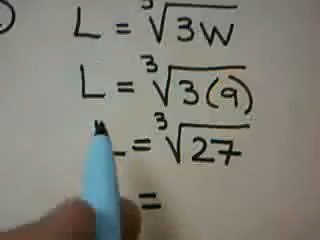 L = ∛3W
L = ∛3(9)
L = ∛27
=